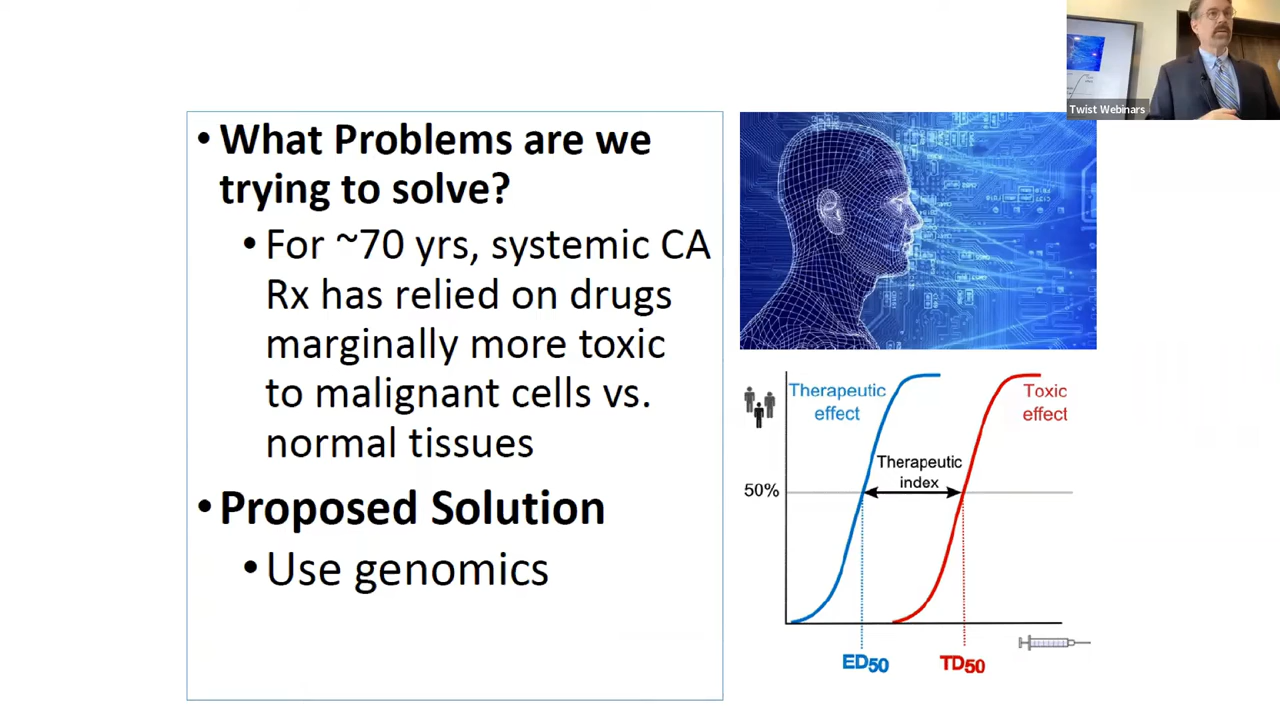 Twist Webinars
• What Problems are we
trying to solve?
• For ~70 yrs, systemic CA
Rx has relied on drugs
marginally more toxic
to malignant cells vs.
normal tissues
• Proposed Solution
• Use genomics
Therapeutic
effect
Toxic
effect
Therapeutic
index
50%
ED50
TD50